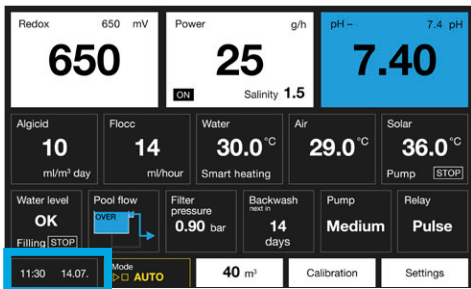 Redox 650 mV
650
Power g/h
25
ON Salinity 1.5
pH – 7.4 pH
7.40
Algicid
10
ml/m³ day
Flocc
14
ml/hour
Water
30.0°C
Smart heating
Air
29.0°C
Solar
36.0°C
Pump STOP
Water level
OK
Filling STOP
Pool flow
OVER
Filter
pressure
0.90 bar
Backwash
next in
14
days
Pump
Medium
Relay
Pulse
11:30 14.07.
Mode
AUTO
40 m³
Calibration
Settings